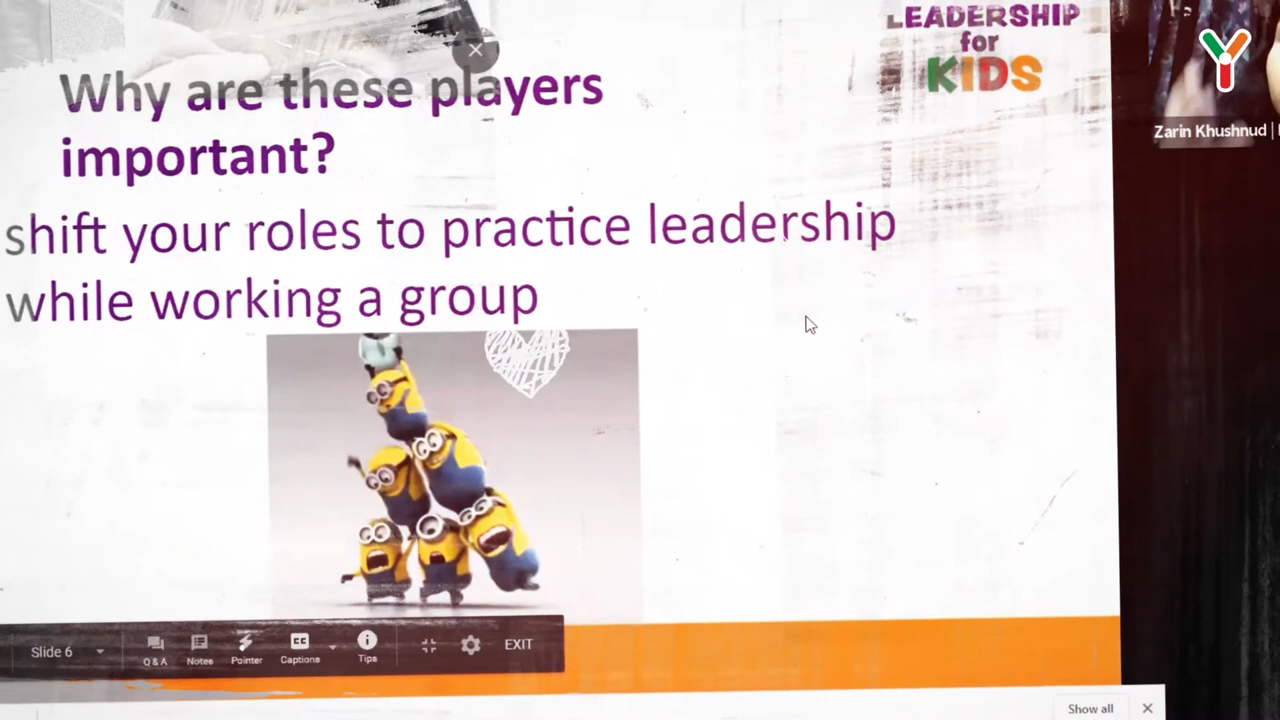 LEADERSHIP
for
KIDS
Why are these players
important?
shift your roles to practice leadership
while working a group
Zarin Khushnud |
Slide 6
Q & A
Notes
Pointer
CC
Captions
Tips
EXIT
Show all